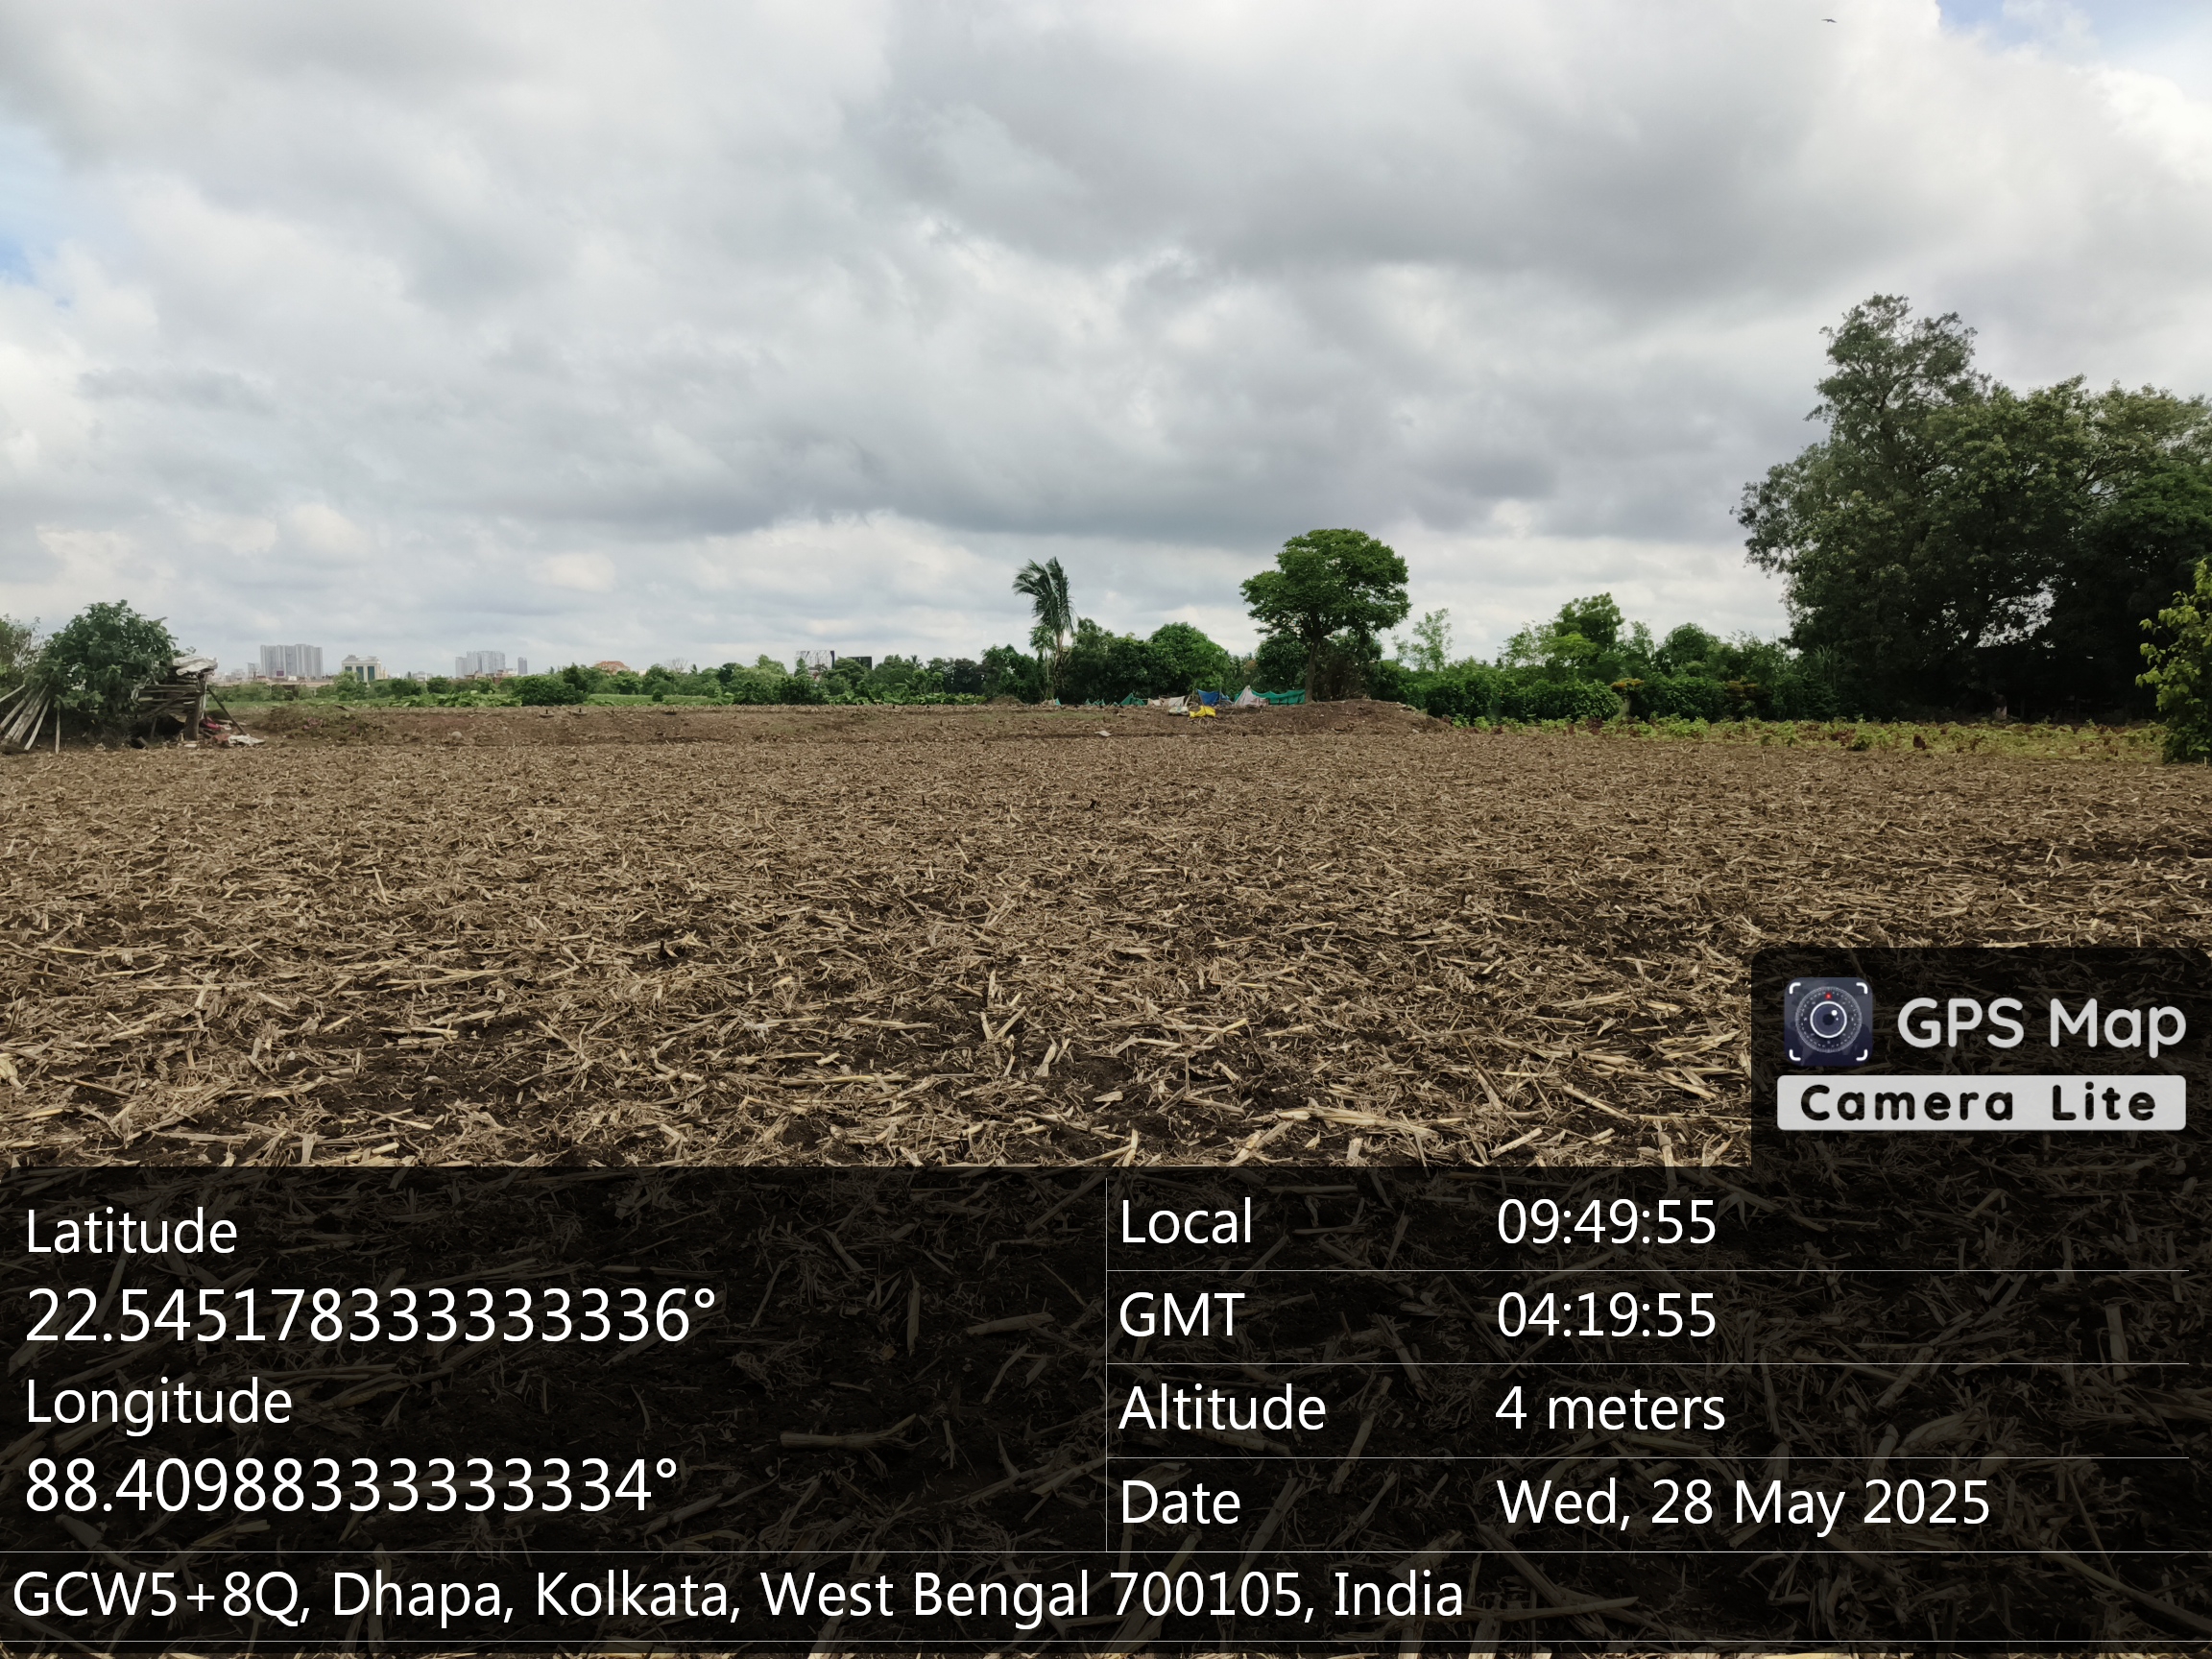 GPS Map
Camera Lite
Latitude
22.545178333333336°
Longitude
88.40988333333334°
Local 09:49:55
GMT 04:19:55
Altitude 4 meters
Date Wed, 28 May 2025
GCW5+8Q, Dhapa, Kolkata, West Bengal 700105, India